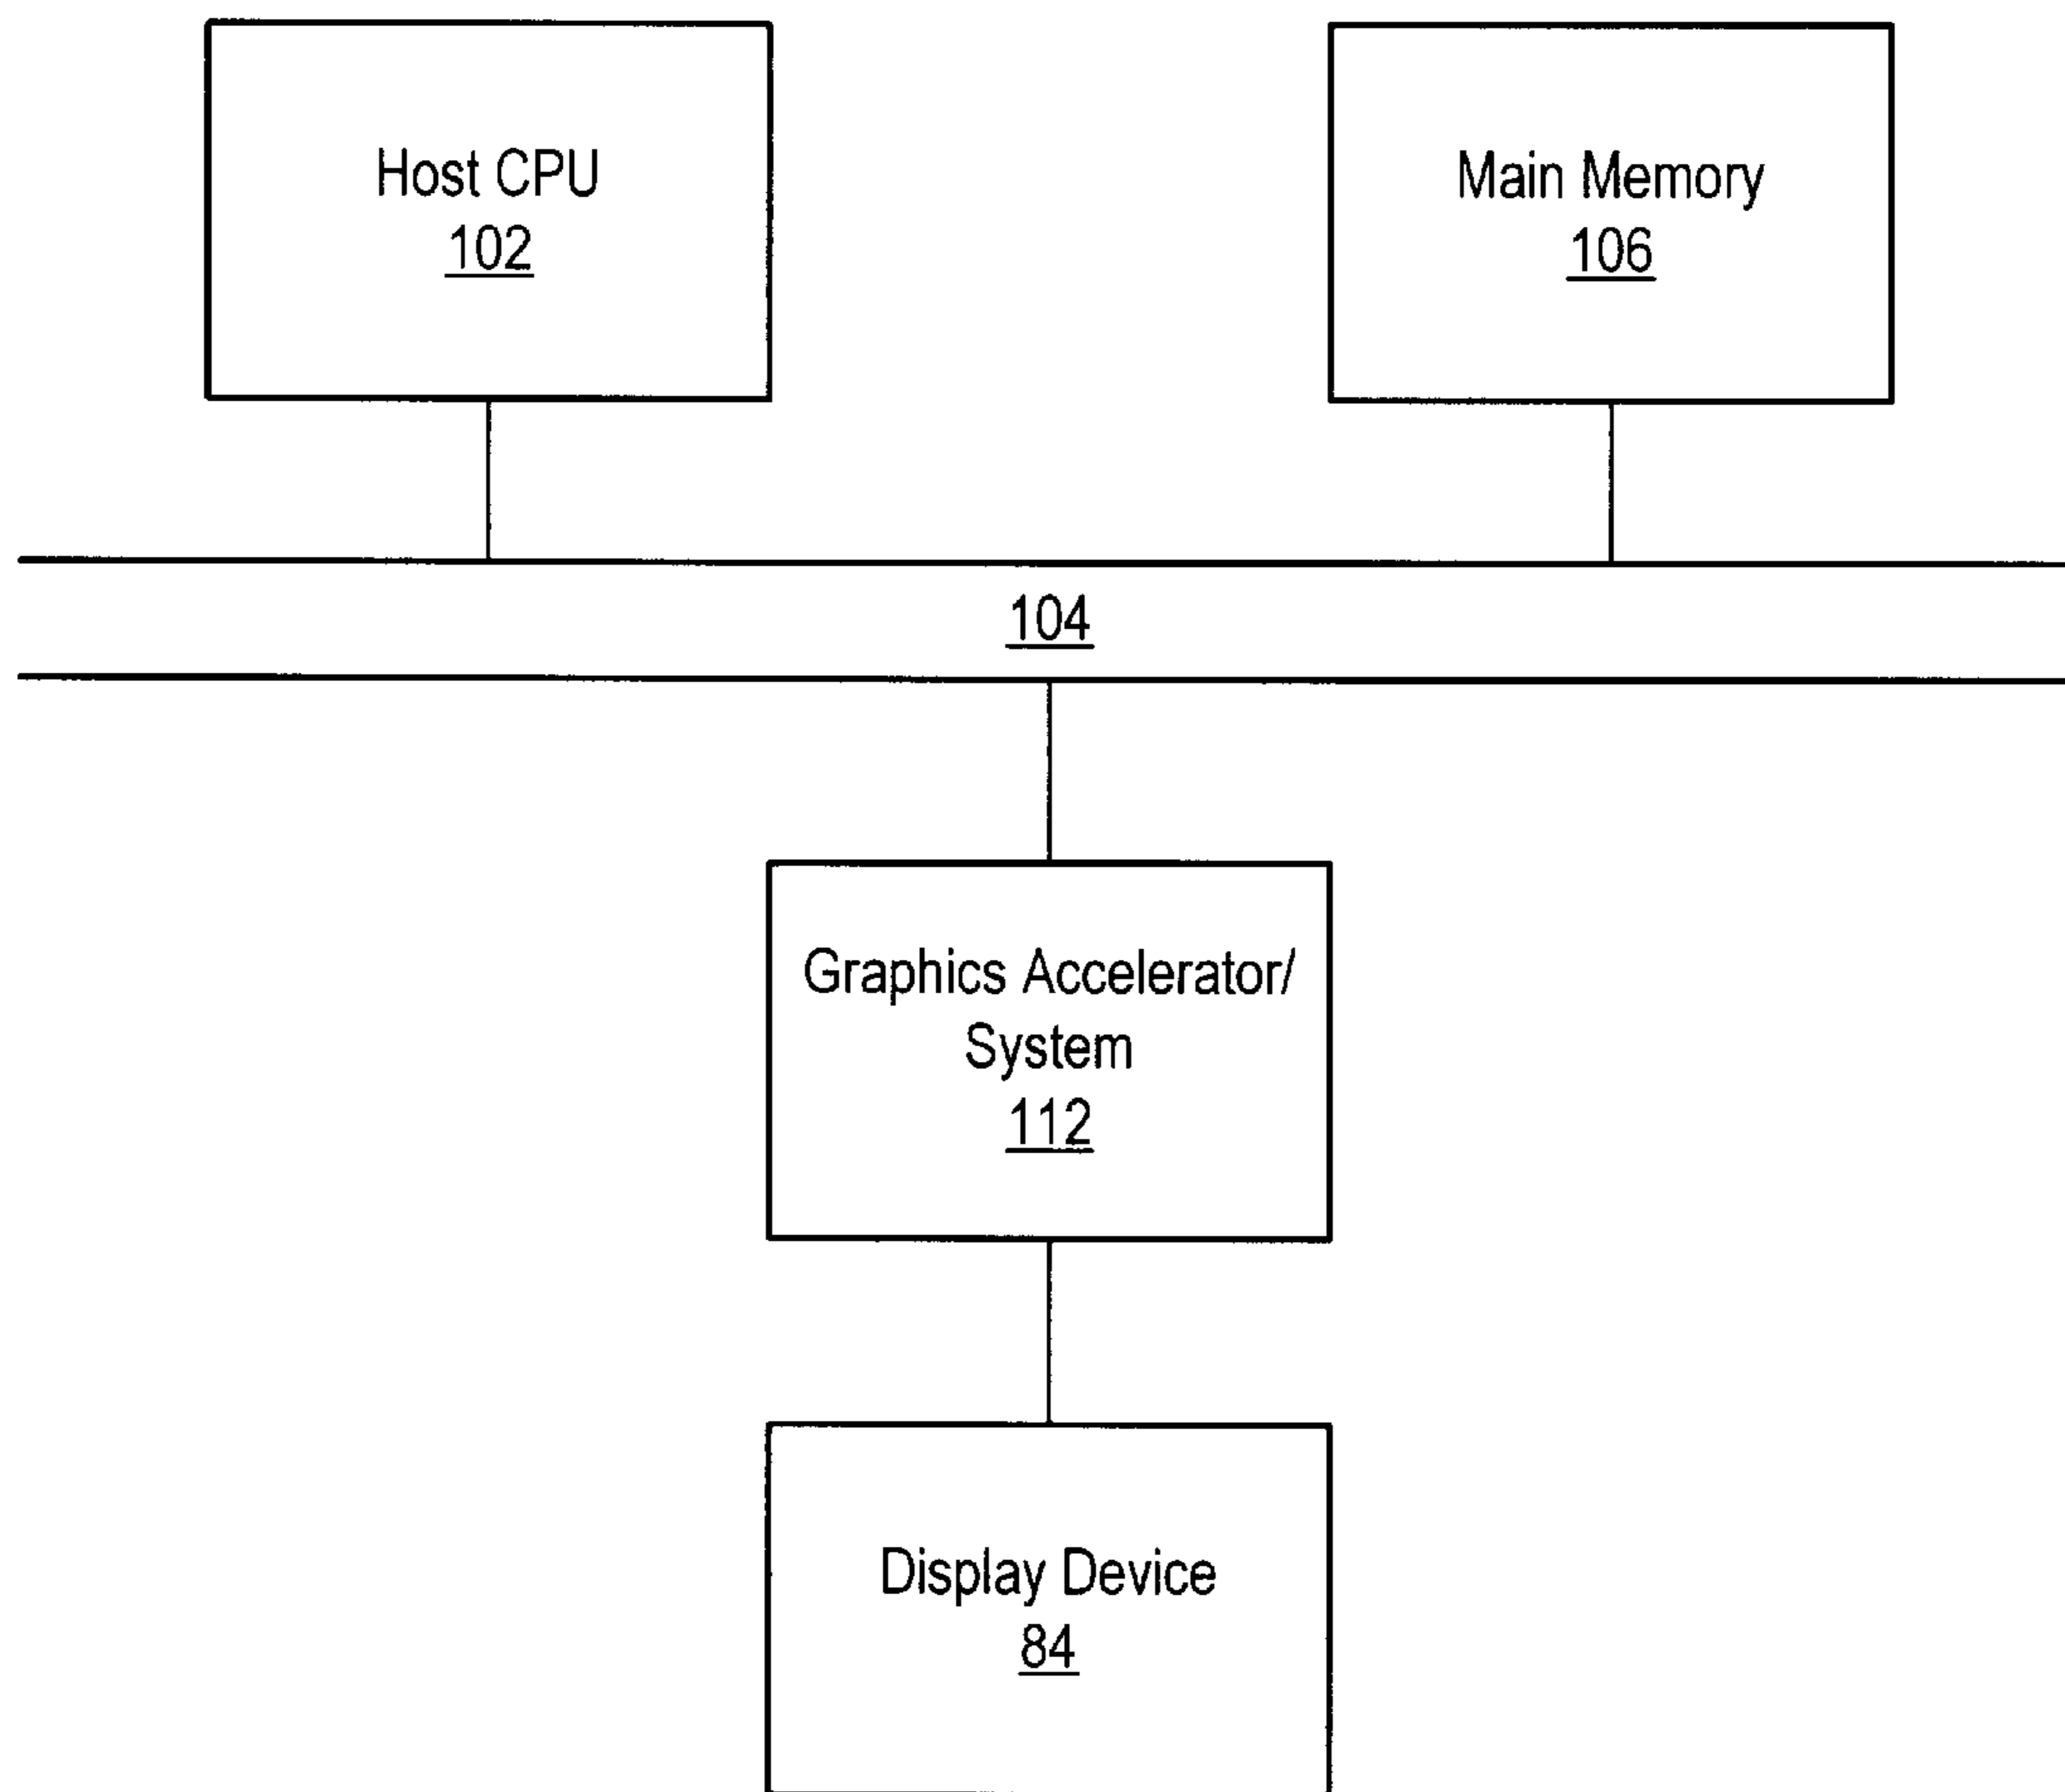 Host CPU
102
Main Memory
106
104
Graphics Accelerator/
System
112
Display Device
84